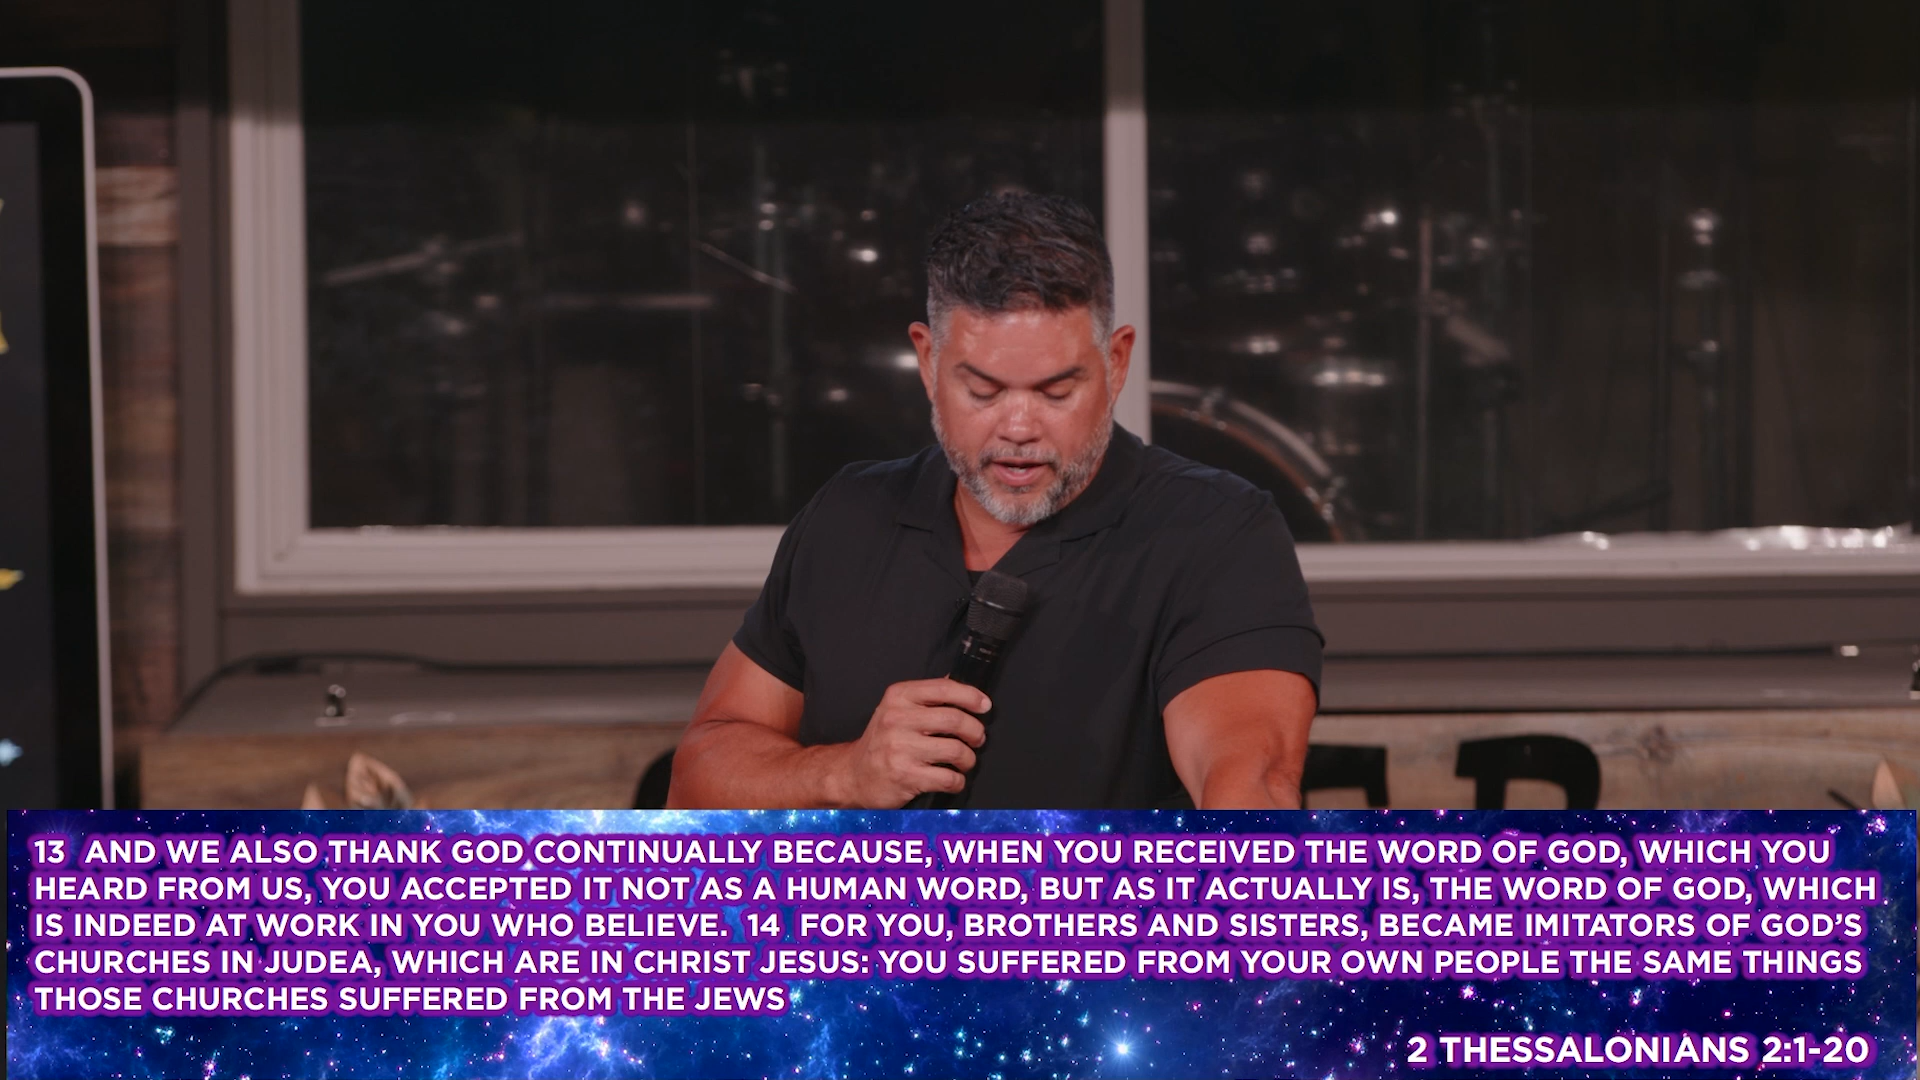 13 AND WE ALSO THANK GOD CONTINUALLY BECAUSE, WHEN YOU RECEIVED THE WORD OF GOD, WHICH YOU
HEARD FROM US, YOU ACCEPTED IT NOT AS A HUMAN WORD, BUT AS IT ACTUALLY IS, THE WORD OF GOD, WHICH
IS INDEED AT WORK IN YOU WHO BELIEVE. 14 FOR YOU, BROTHERS AND SISTERS, BECAME IMITATORS OF GOD’S
CHURCHES IN JUDEA, WHICH ARE IN CHRIST JESUS: YOU SUFFERED FROM YOUR OWN PEOPLE THE SAME THINGS
THOSE CHURCHES SUFFERED FROM THE JEWS
2 THESSALONIANS 2:1-20